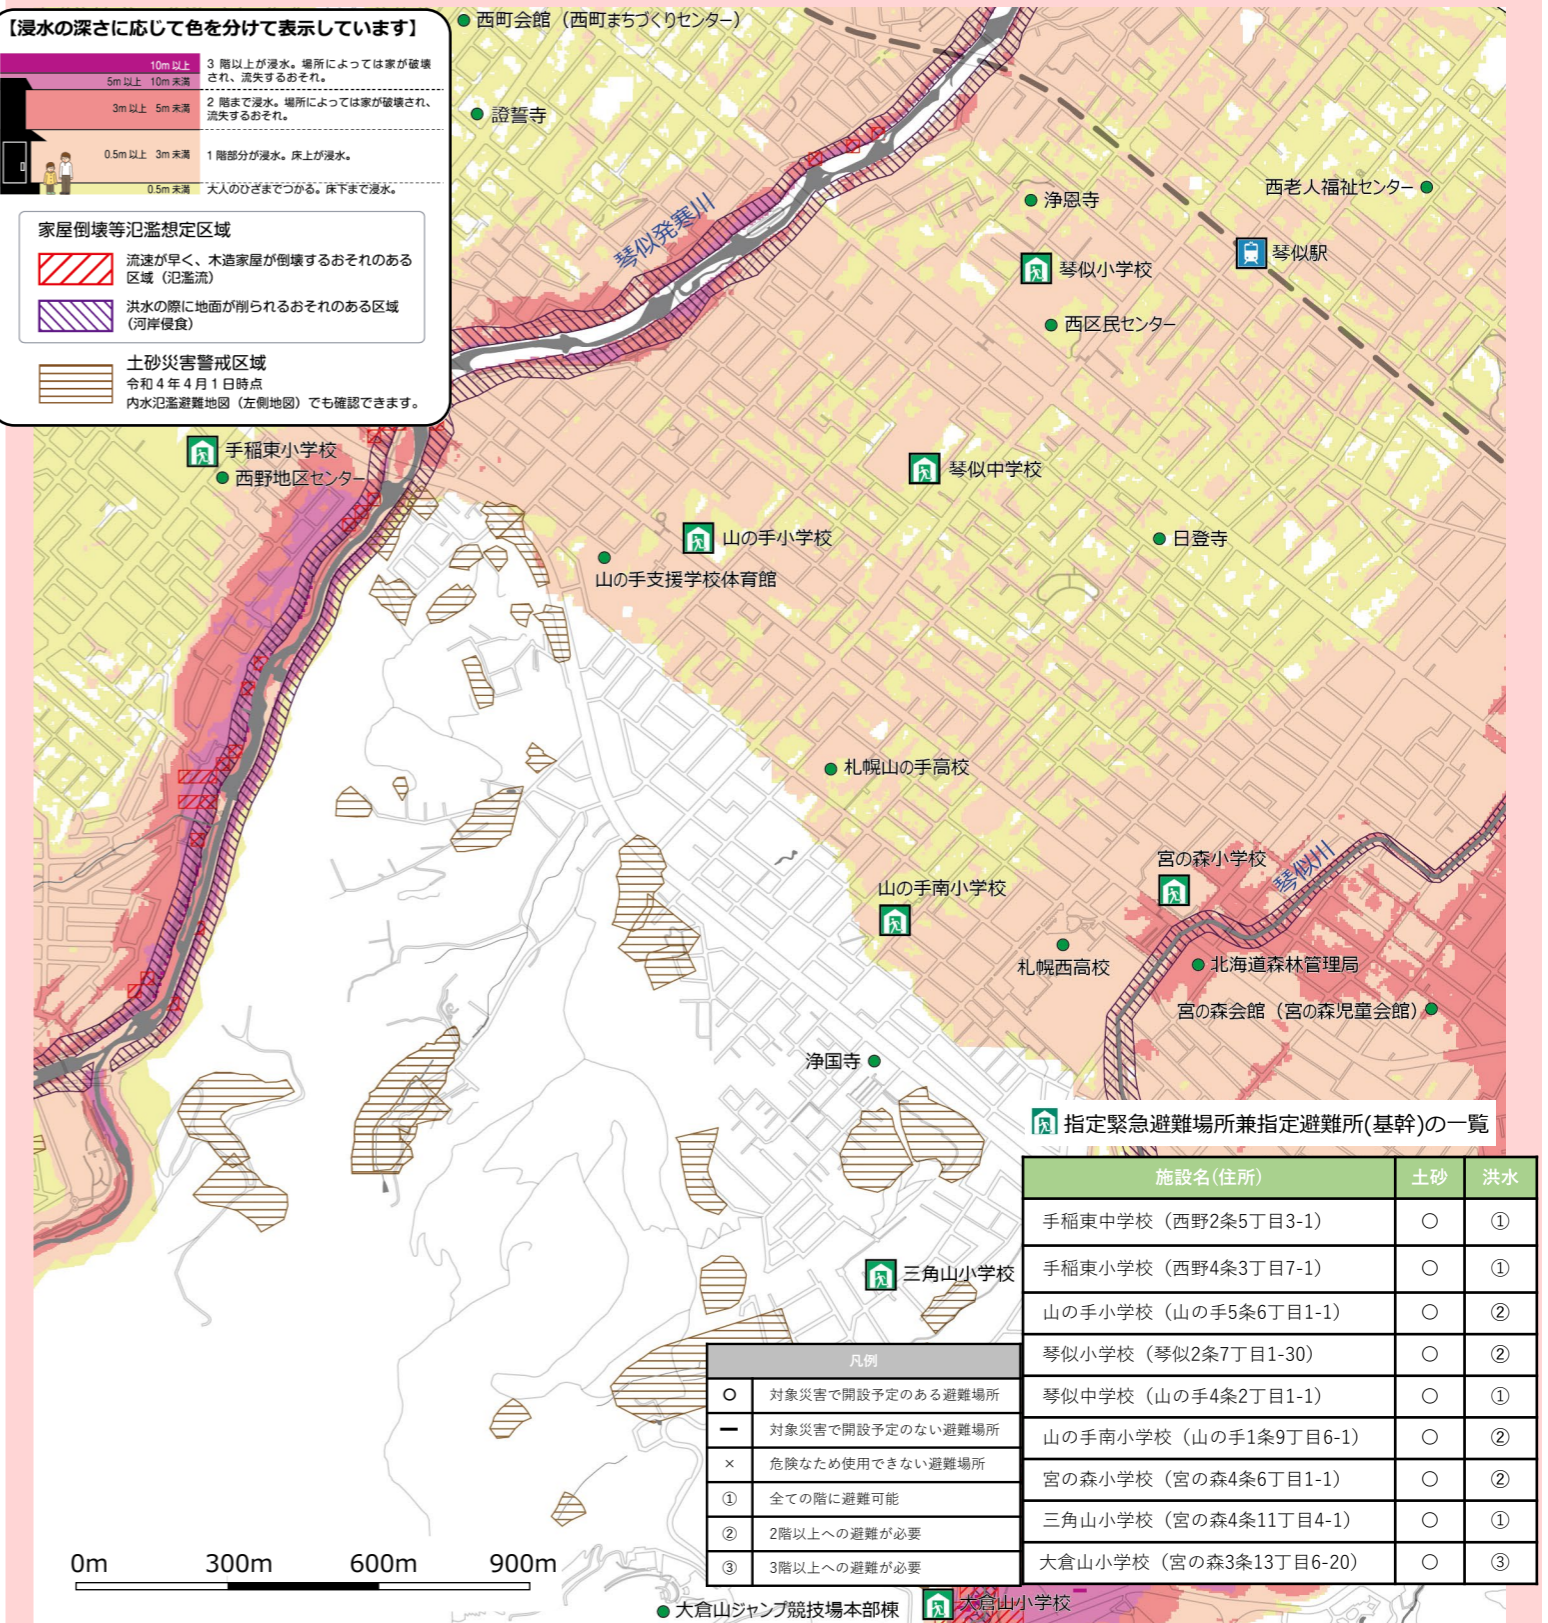 【浸水の深さに応じて色を分けて表示しています】
10m以上
5m以上 10m未満
3階以上が浸水。場所によっては家が破壊
され、流失するおそれ。
3m以上 5m未満
2階まで浸水。場所によっては家が破壊され、
流失するおそれ。
0.5m以上 3m未満
1階部分が浸水。床上が浸水。
0.5m未満
大人のひざまでつかる。床下まで浸水。
家屋倒壊等氾濫想定区域
流速が早く、木造家屋が倒壊するおそれのある
区域（氾濫流）
洪水の際に地面が削られるおそれのある区域
（河岸侵食）
土砂災害警戒区域
令和4年4月1日時点
内水氾濫避難地図（左側地図）でも確認できます。
西町会館（西町まちづくりセンター）
證誓寺
琴似発寒川
浄恩寺
西老人福祉センター
琴似小学校
琴似駅
西区民センター
手稲東小学校
西野地区センター
琴似中学校
山の手小学校
日登寺
山の手支援学校体育館
札幌山の手高校
宮の森小学校
琴似川
山の手南小学校
札幌西高校
北海道森林管理局
宮の森会館（宮の森児童会館）
浄国寺
三角山小学校
指定緊急避難場所兼指定避難所(基幹)の一覧
施設名(住所) 土砂 洪水
手稲東中学校（西野2条5丁目3-1） ○ ①
手稲東小学校（西野4条3丁目7-1） ○ ①
山の手小学校（山の手5条6丁目1-1） ○ ②
琴似小学校（琴似2条7丁目1-30） ○ ②
琴似中学校（山の手4条2丁目1-1） ○ ①
山の手南小学校（山の手1条9丁目6-1） ○ ②
宮の森小学校（宮の森4条6丁目1-1） ○ ②
三角山小学校（宮の森4条11丁目4-1） ○ ①
大倉山小学校（宮の森3条13丁目6-20） ○ ③
凡例
○ 対象災害で開設予定のある避難場所
ー 対象災害で開設予定のない避難場所
× 危険なため使用できない避難場所
① 全ての階に避難可能
② 2階以上への避難が必要
③ 3階以上への避難が必要
0m 300m 600m 900m
大倉山ジャンプ競技場本部棟
大倉山小学校